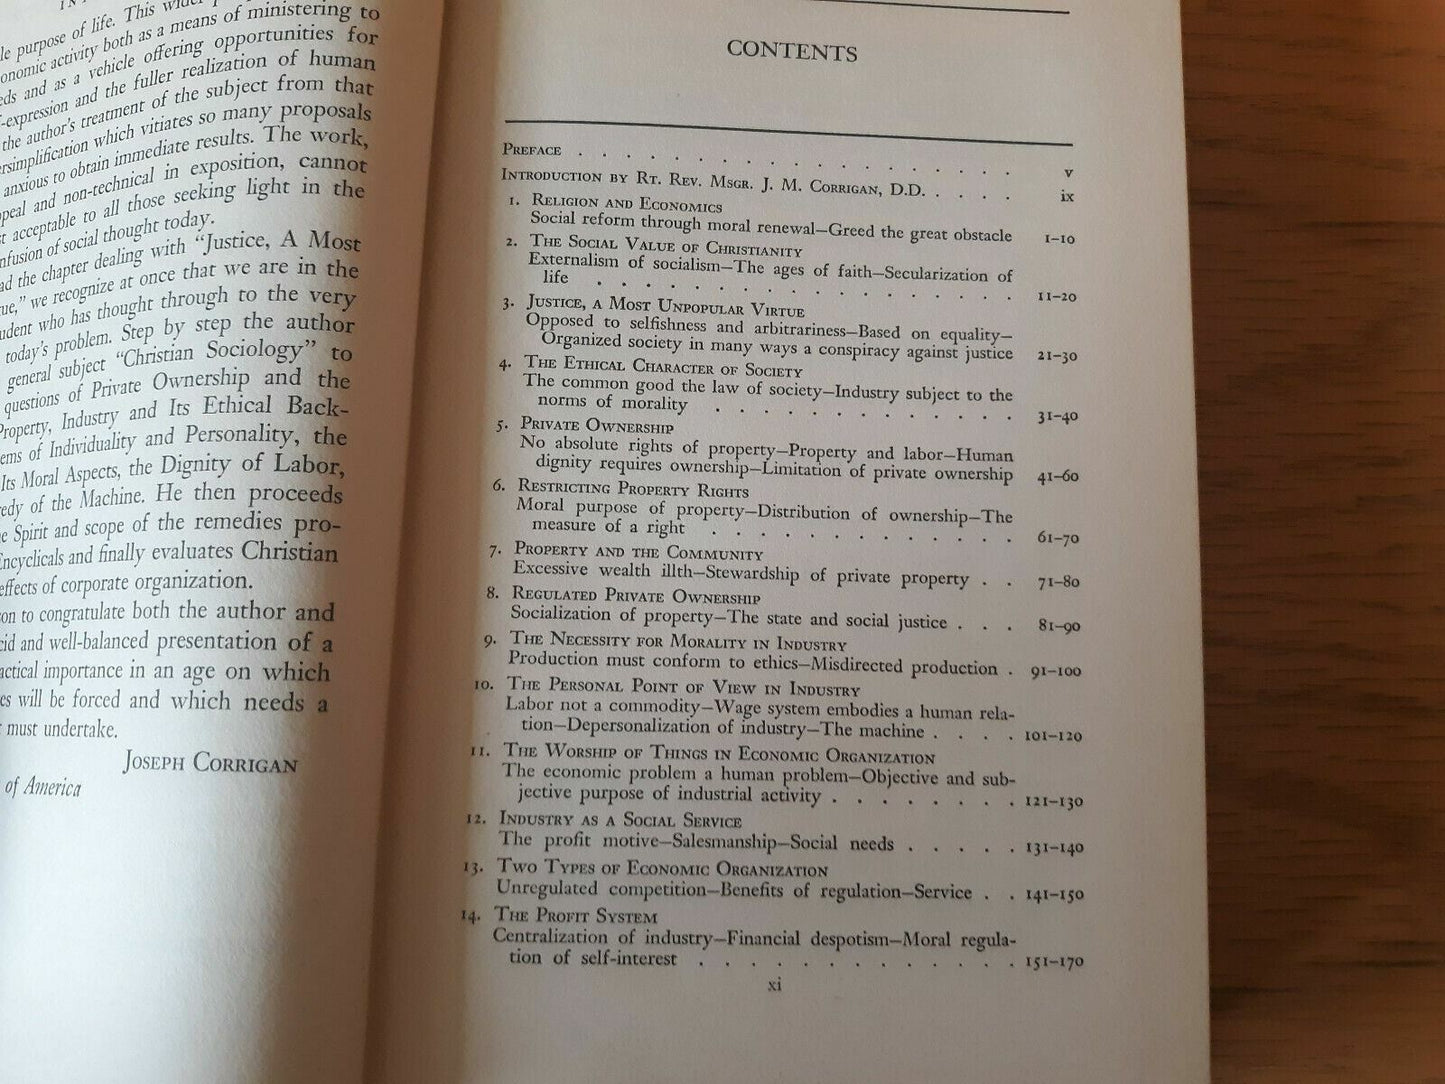 le purpose of life. This wider
onomic activity both as a means of ministering to
eds and as a vehicle offering opportunities for
f-expression and the fuller realization of human
the author's treatment of the subject from that
ersimplification which vitiates so many proposals
anxious to obtain immediate results. The work,
peal and non-technical in exposition, cannot
t acceptable to all those seeking light in the
nfusion of social thought today.
ad the chapter dealing with "Justice, A Most
ue," we recognize at once that we are in the
udent who has thought through to the very
today's problem. Step by step the author
general subject "Christian Sociology" to
questions of Private Ownership and the
Property, Industry and Its Ethical Back-
ems of Individuality and Personality, the
Its Moral Aspects, the Dignity of Labor,
edy of the Machine. He then proceeds
e Spirit and scope of the remedies pro-
Encyclicals and finally evaluates Christian
effects of corporate organization.
on to congratulate both the author and
cid and well-balanced presentation of a
actical importance in an age on which
es will be forced and which needs a
must undertake.
Joseph Corrigan
of America
CONTENTS
Preface . . . . . . . . . . . . . . . . . . v
Introduction by Rt. Rev. Msgr. J. M. Corrigan, D.D. . . . . ix
1. Religion and Economics
Social reform through moral renewal—Greed the great obstacle 1–10
2. The Social Value of Christianity
Externalism of socialism—The ages of faith—Secularization of
life . . . . . . . . . . . . . . . . . . 11–20
3. Justice, a Most Unpopular Virtue
Opposed to selfishness and arbitrariness—Based on equality—
Organized society in many ways a conspiracy against justice 21–30
4. The Ethical Character of Society
The common good the law of society—Industry subject to the
norms of morality . . . . . . . . . . . . . 31–40
5. Private Ownership
No absolute rights of property—Property and labor—Human
dignity requires ownership—Limitation of private ownership 41–60
6. Restricting Property Rights
Moral purpose of property—Distribution of ownership—The
measure of a right . . . . . . . . . . . . . 61–70
7. Property and the Community
Excessive wealth illth—Stewardship of private property . . 71–80
8. Regulated Private Ownership
Socialization of property—The state and social justice . . . 81–90
9. The Necessity for Morality in Industry
Production must conform to ethics—Misdirected production . 91–100
10. The Personal Point of View in Industry
Labor not a commodity—Wage system embodies a human rela-
tion—Depersonalization of industry—The machine . . . . 101–120
11. The Worship of Things in Economic Organization
The economic problem a human problem—Objective and sub-
jective purpose of industrial activity . . . . . . . . 121–130
12. Industry as a Social Service
The profit motive—Salesmanship—Social needs . . . . . 131–140
13. Two Types of Economic Organization
Unregulated competition—Benefits of regulation—Service . . 141–150
14. The Profit System
Centralization of industry—Financial despotism—Moral regula-
tion of self-interest . . . . . . . . . . . . . 151–170
xi